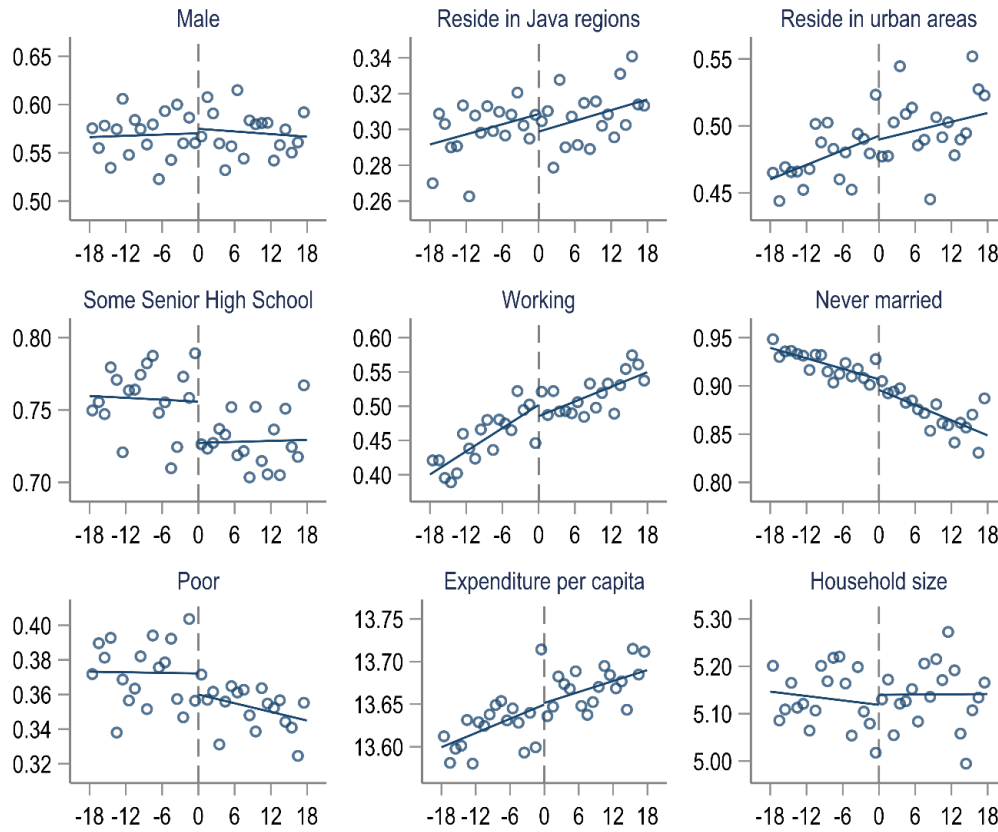 Male
0.65
0.60
0.55
0.50
-18 -12 -6 0 6 12 18
Reside in Java regions
0.34
0.32
0.30
0.28
0.26
-18 -12 -6 0 6 12 18
Reside in urban areas
0.55
0.50
0.45
-18 -12 -6 0 6 12 18
Some Senior High School
0.80
0.75
0.70
-18 -12 -6 0 6 12 18
Working
0.60
0.55
0.50
0.45
0.40
-18 -12 -6 0 6 12 18
Never married
0.95
0.90
0.85
0.80
-18 -12 -6 0 6 12 18
Poor
0.40
0.38
0.36
0.34
0.32
-18 -12 -6 0 6 12 18
Expenditure per capita
13.75
13.70
13.65
13.60
-18 -12 -6 0 6 12 18
Household size
5.30
5.20
5.10
5.00
-18 -12 -6 0 6 12 18